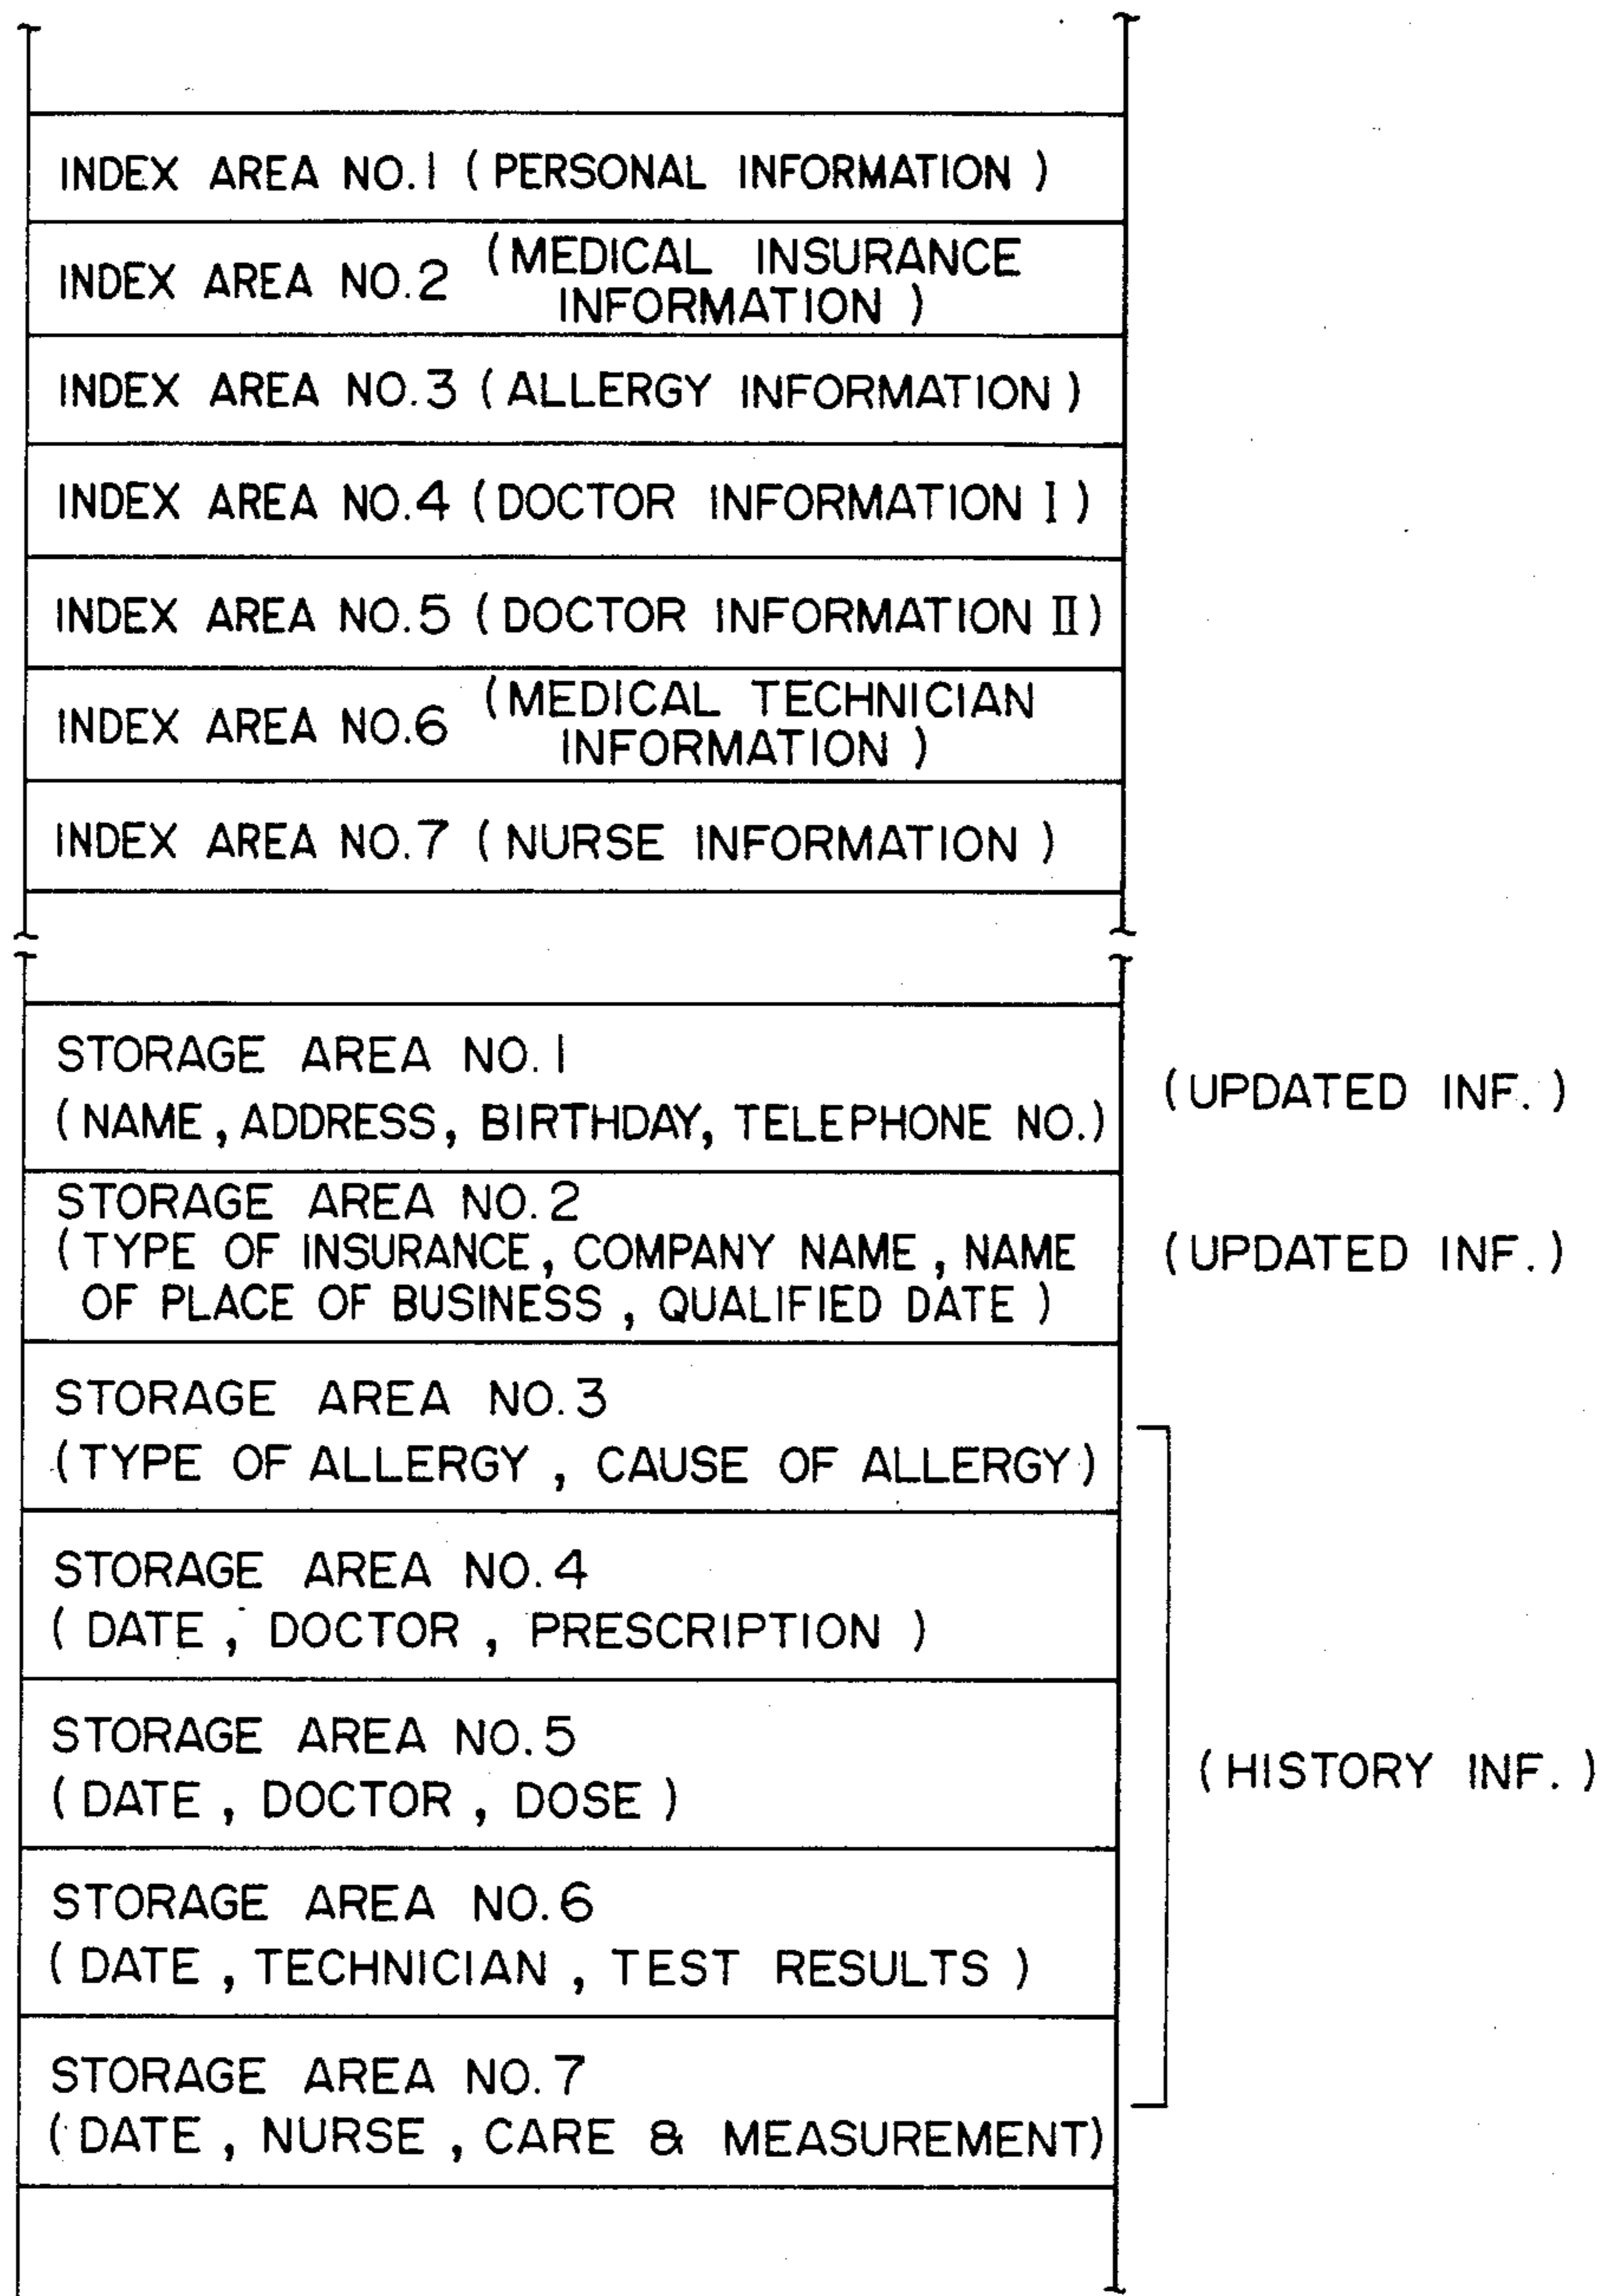 INDEX AREA NO.1 (PERSONAL INFORMATION)
INDEX AREA NO.2 (MEDICAL INSURANCE
INFORMATION)
INDEX AREA NO.3 (ALLERGY INFORMATION)
INDEX AREA NO.4 (DOCTOR INFORMATION I)
INDEX AREA NO.5 (DOCTOR INFORMATION II)
INDEX AREA NO.6 (MEDICAL TECHNICIAN
INFORMATION)
INDEX AREA NO.7 (NURSE INFORMATION)
STORAGE AREA NO.1
(NAME, ADDRESS, BIRTHDAY, TELEPHONE NO.)
(UPDATED INF.)
STORAGE AREA NO.2
(TYPE OF INSURANCE, COMPANY NAME, NAME
OF PLACE OF BUSINESS, QUALIFIED DATE)
(UPDATED INF.)
STORAGE AREA NO.3
(TYPE OF ALLERGY, CAUSE OF ALLERGY)
STORAGE AREA NO.4
(DATE, DOCTOR, PRESCRIPTION)
STORAGE AREA NO.5
(DATE, DOCTOR, DOSE)
(HISTORY INF.)
STORAGE AREA NO.6
(DATE, TECHNICIAN, TEST RESULTS)
STORAGE AREA NO.7
(DATE, NURSE, CARE & MEASUREMENT)